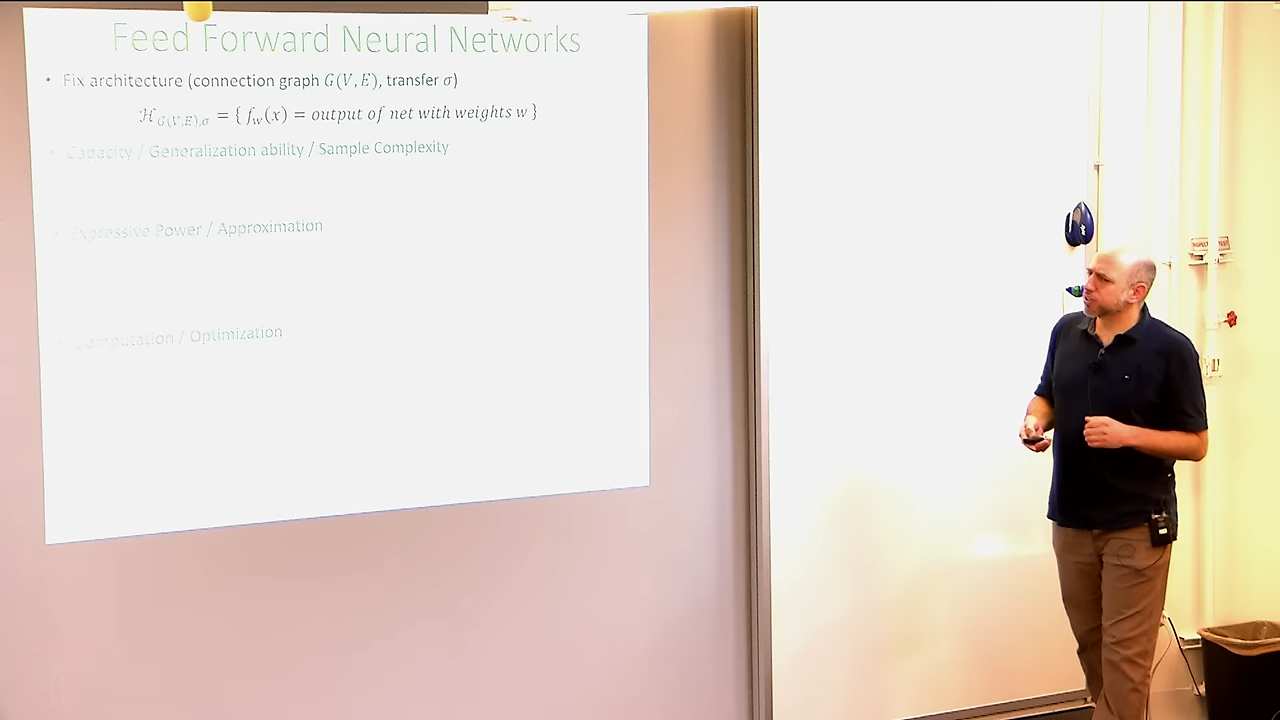 Feed Forward Neural Networks
• Fix architecture (connection graph G(V, E), transfer σ)
ℋ_{G(V,E),σ} = { f_w(x) = output of net with weights w }
• Capacity / Generalization ability / Sample Complexity
• Expressive Power / Approximation
• Computation / Optimization